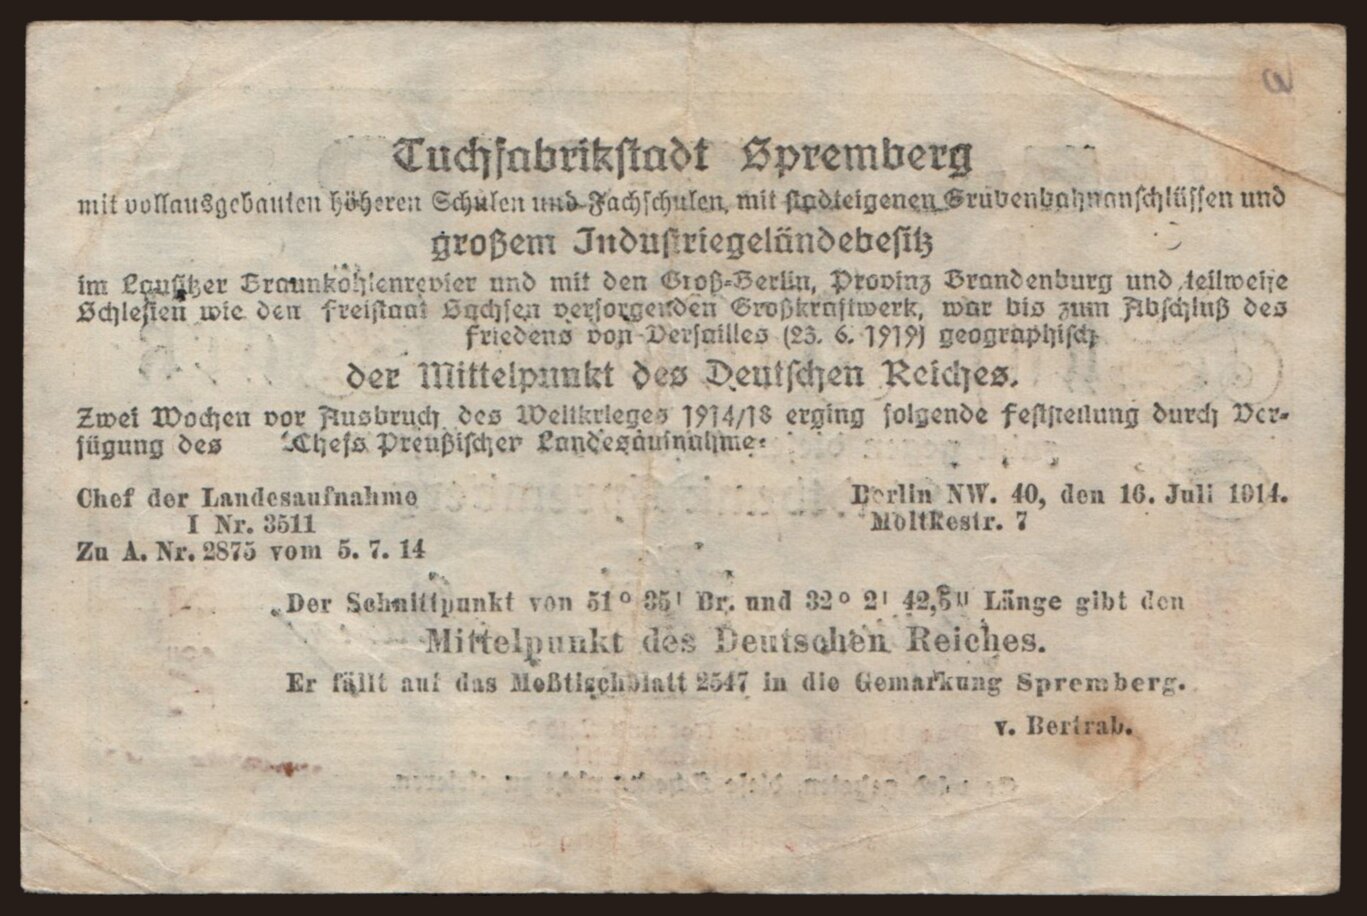 Tuchfabrikstadt Spremberg
mit vollausgebauten höheren Schulen und Fachschulen, mit stadteigenen Grubenbahnanschlüssen und
großem Industriegeländebesitz
im Lausitzer Braunkohlenrevier und mit den Groß-Berlin, Provinz Brandenburg und teilweise
Schlesien wie den freistaat Sachsen versorgenden Großkraftwerk, war bis zum Abschluß des
friedens von Versailles (23. 6. 1919) geographisch
der Mittelpunkt des Deutschen Reiches.
Zwei Wochen vor Ausbruch des Weltkrieges 1914/18 erging folgende feststellung durch Ver-
fügung des Chefs Preußischer Landesaufnahme:
Chef der Landesaufnahme
I Nr. 3511
Zu A. Nr. 2875 vom 5. 7. 14
Berlin NW. 40, den 16. Juli 1914.
Moltkestr. 7
„Der Schnittpunkt von 51° 35' Br. und 32° 2' Länge gibt den
Mittelpunkt des Deutschen Reiches.
Er fällt auf das Meßtischblatt 2547 in die Gemarkung Spremberg.
v. Bertrab.